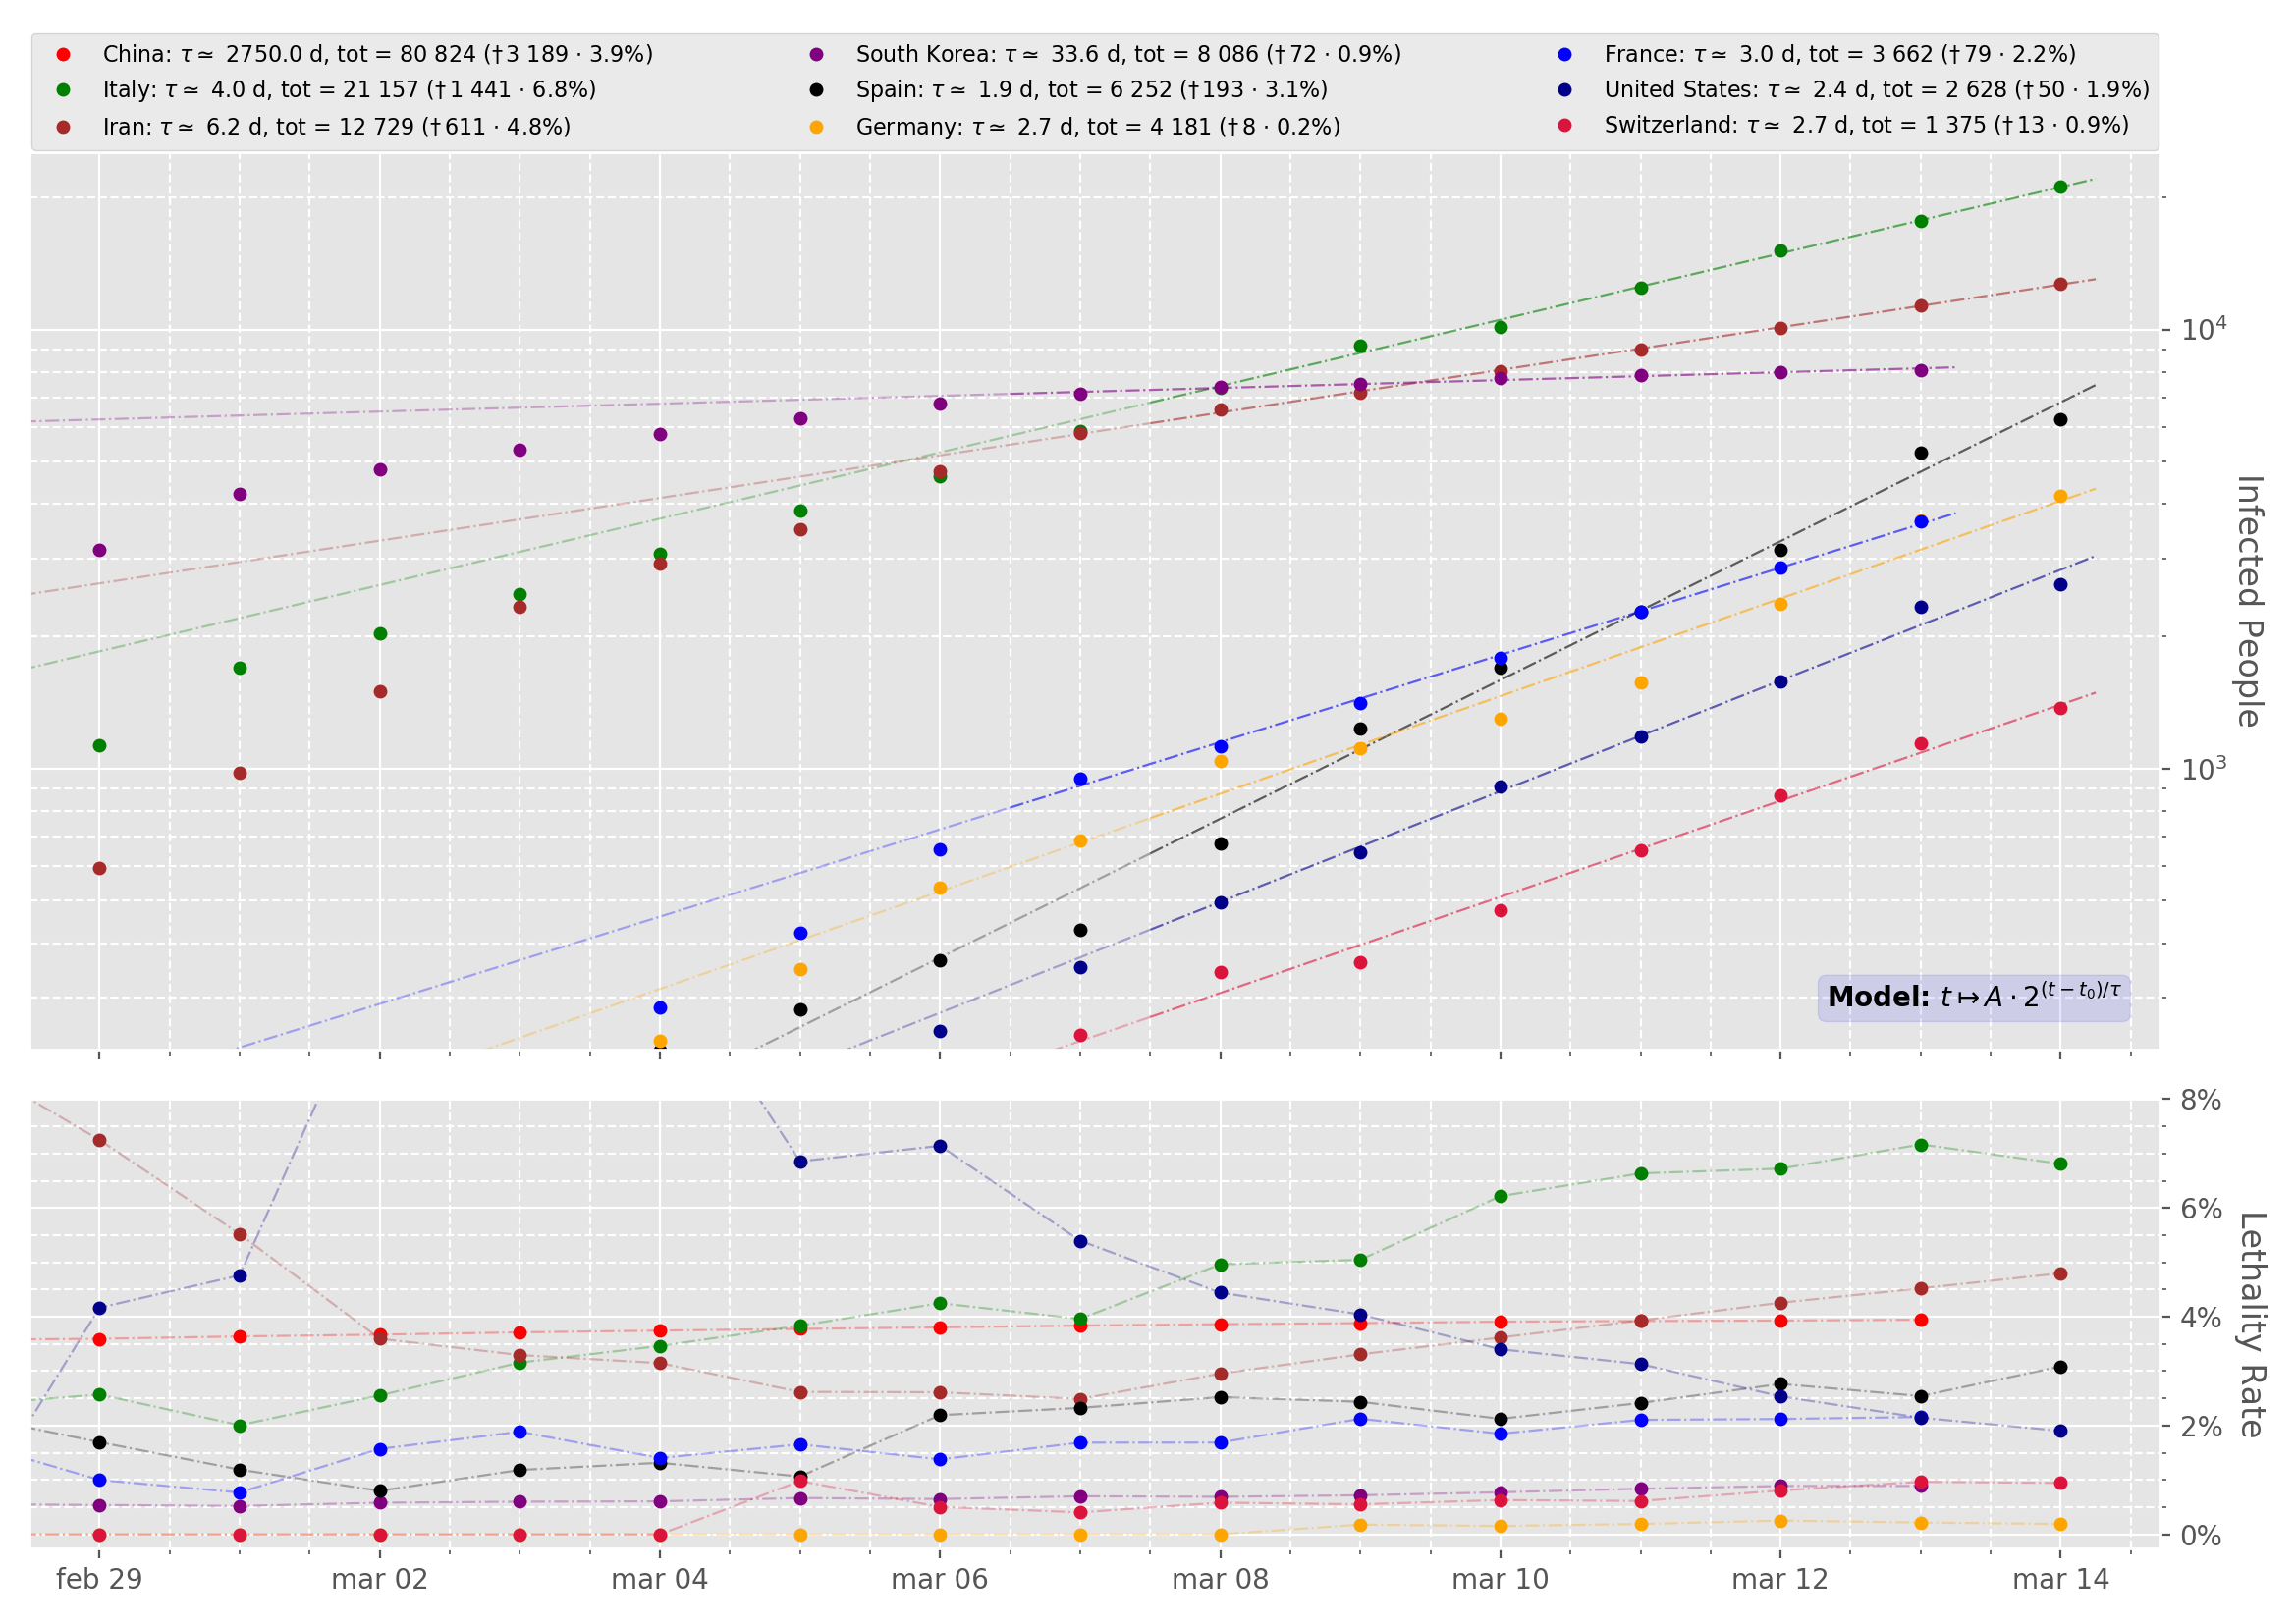 China: τ ≃ 2750.0 d, tot = 80 824 (†3 189 · 3.9%)
Italy: τ ≃ 4.0 d, tot = 21 157 (†1 441 · 6.8%)
Iran: τ ≃ 6.2 d, tot = 12 729 (†611 · 4.8%)
South Korea: τ ≃ 33.6 d, tot = 8 086 (†72 · 0.9%)
Spain: τ ≃ 1.9 d, tot = 6 252 (†193 · 3.1%)
Germany: τ ≃ 2.7 d, tot = 4 181 (†8 · 0.2%)
France: τ ≃ 3.0 d, tot = 3 662 (†79 · 2.2%)
United States: τ ≃ 2.4 d, tot = 2 628 (†50 · 1.9%)
Switzerland: τ ≃ 2.7 d, tot = 1 375 (†13 · 0.9%)
10⁴
10³
Infected People
Model: t ↦ A · 2^{(t − t₀)/τ}
8%
6%
4%
2%
0%
Lethality Rate
feb 29 mar 02 mar 04 mar 06 mar 08 mar 10 mar 12 mar 14